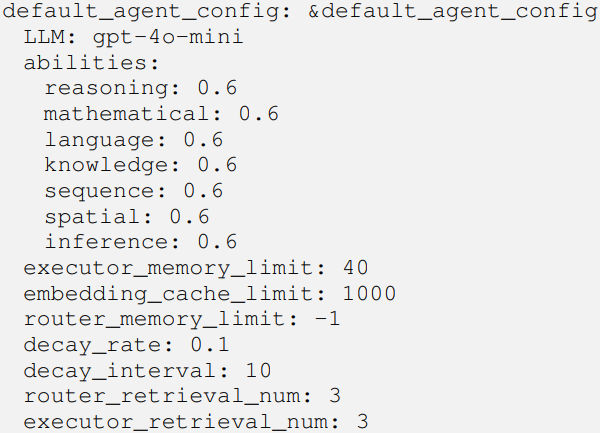 default_agent_config: &default_agent_config
LLM: gpt-4o-mini
abilities:
reasoning: 0.6
mathematical: 0.6
language: 0.6
knowledge: 0.6
sequence: 0.6
spatial: 0.6
inference: 0.6
executor_memory_limit: 40
embedding_cache_limit: 1000
router_memory_limit: -1
decay_rate: 0.1
decay_interval: 10
router_retrieval_num: 3
executor_retrieval_num: 3